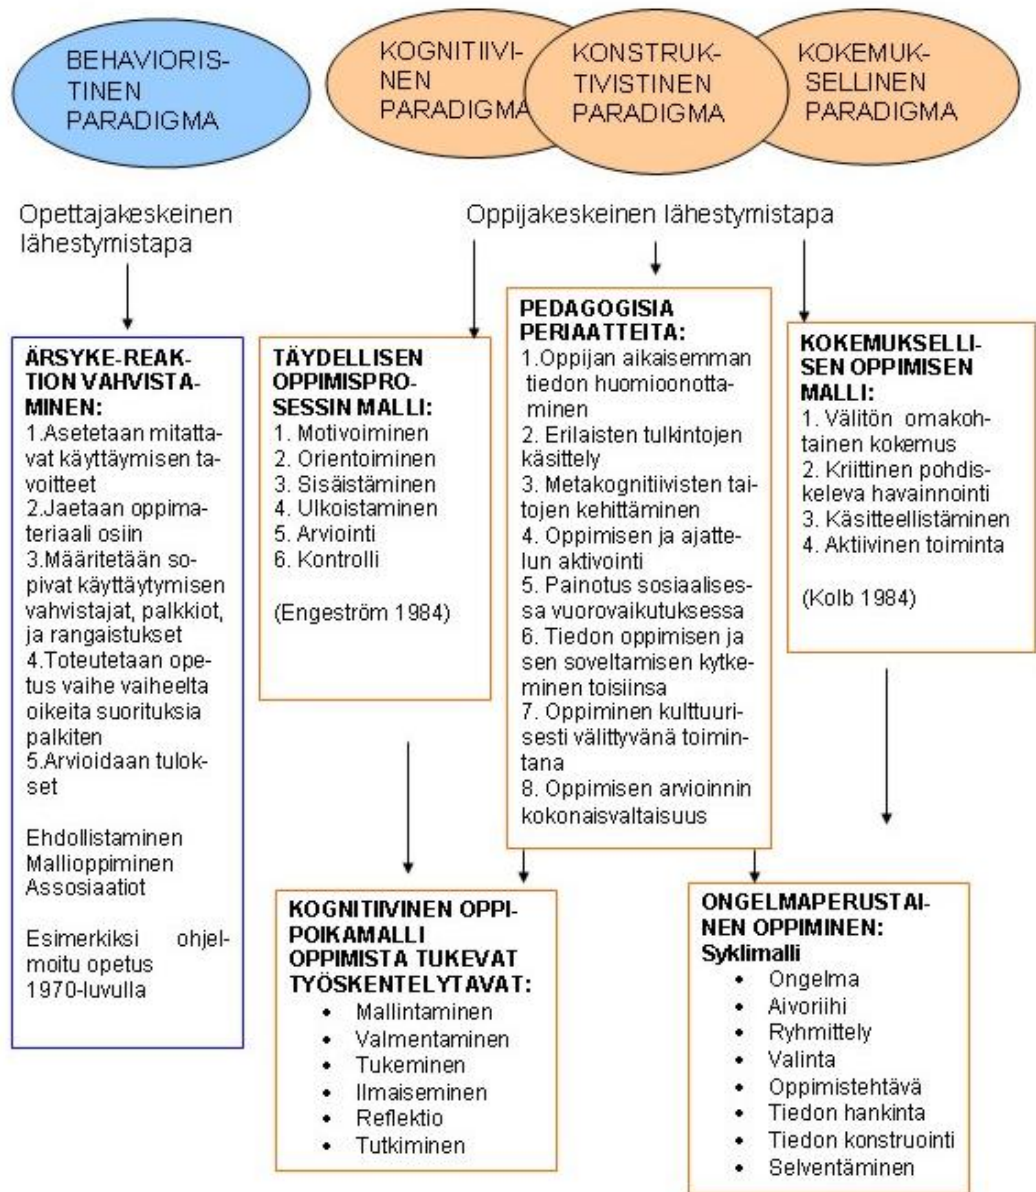 BEHAVIORIS-
TINEN
PARADIGMA
KOGNITIIVI-
NEN
PARADIGMA
KONSTRUK-
TIVISTINEN
PARADIGMA
KOKEMUK-
SELLINEN
PARADIGMA
Opettajakeskeinen
lähestymistapa
Oppijakeskeinen lähestymistapa
ÄRSYKE-REAK-
TION VAHVISTA-
MINEN:
1.Asetetaan mitatta-
vat käyttäymisen ta-
voitteet
2.Jaetaan oppima-
teriaali osiin
3.Määritetään so-
pivat käyttäytymisen
vahvistajat, palkkiot,
ja rangaistukset
4.Toteutetaan ope-
tus vaihe vaiheelta
oikeita suorituksia
palkiten
5.Arvioidaan tulok-
set
Ehdollistaminen
Mallioppiminen
Assosiaatiot
Esimerkiksi ohjel-
moitu opetus
1970-luvulla
TÄYDELLISEN
OPPIMISPRO-
SESSIN MALLI:
1. Motivoiminen
2. Orientoiminen
3. Sisäistäminen
4. Ulkoistaminen
5. Arviointi
6. Kontrolli
(Engeström 1984)
PEDAGOGISIA
PERIAATTEITA:
1.Oppijan aikaisemman
tiedon huomioonotta-
minen
2. Erilaisten tulkintojen
käsittely
3. Metakognitiivisten tai-
tojen kehittäminen
4. Oppimisen ja ajatte-
lun aktivointi
5. Painotus sosiaalises-
sa vuorovaikutuksessa
6. Tiedon oppimisen ja
sen soveltamisen kytke-
minen toisiinsa
7. Oppiminen kulttuuri-
sesti välittyvänä toimin-
tana
8. Oppimisen arvioinnin
kokonaisvaltaisuus
KOKEMUKSELLI-
SEN OPPIMISEN
MALLI:
1. Välitön omakoh-
tainen kokemus
2. Kriittinen pohdis-
keleva havainnointi
3. Käsitteellistäminen
4. Aktiivinen toiminta
(Kolb 1984)
KOGNITIIVINEN OPPI-
POIKAMALLI
OPPIMISTA TUKEVAT
TYÖSKENTELYTAVAT:
• Mallintaminen
• Valmentaminen
• Tukeminen
• Ilmaiseminen
• Reflektio
• Tutkiminen
ONGELMAPERUSTAI-
NEN OPPIMINEN:
Syklimalli
• Ongelma
• Aivoriihi
• Ryhmittely
• Valinta
• Oppimistehtävä
• Tiedon hankinta
• Tiedon konstruointi
• Selventäminen